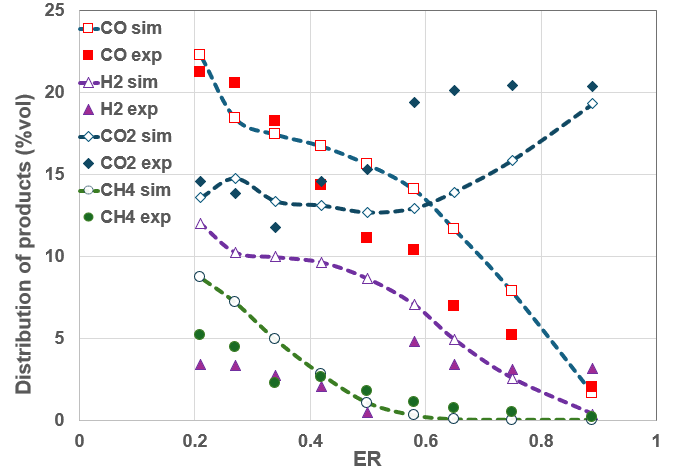 25
20
15
10
5
0
Distribution of products (%vol)
CO sim
CO exp
H2 sim
H2 exp
CO2 sim
CO2 exp
CH4 sim
CH4 exp
0 0.2 0.4 0.6 0.8 1
ER